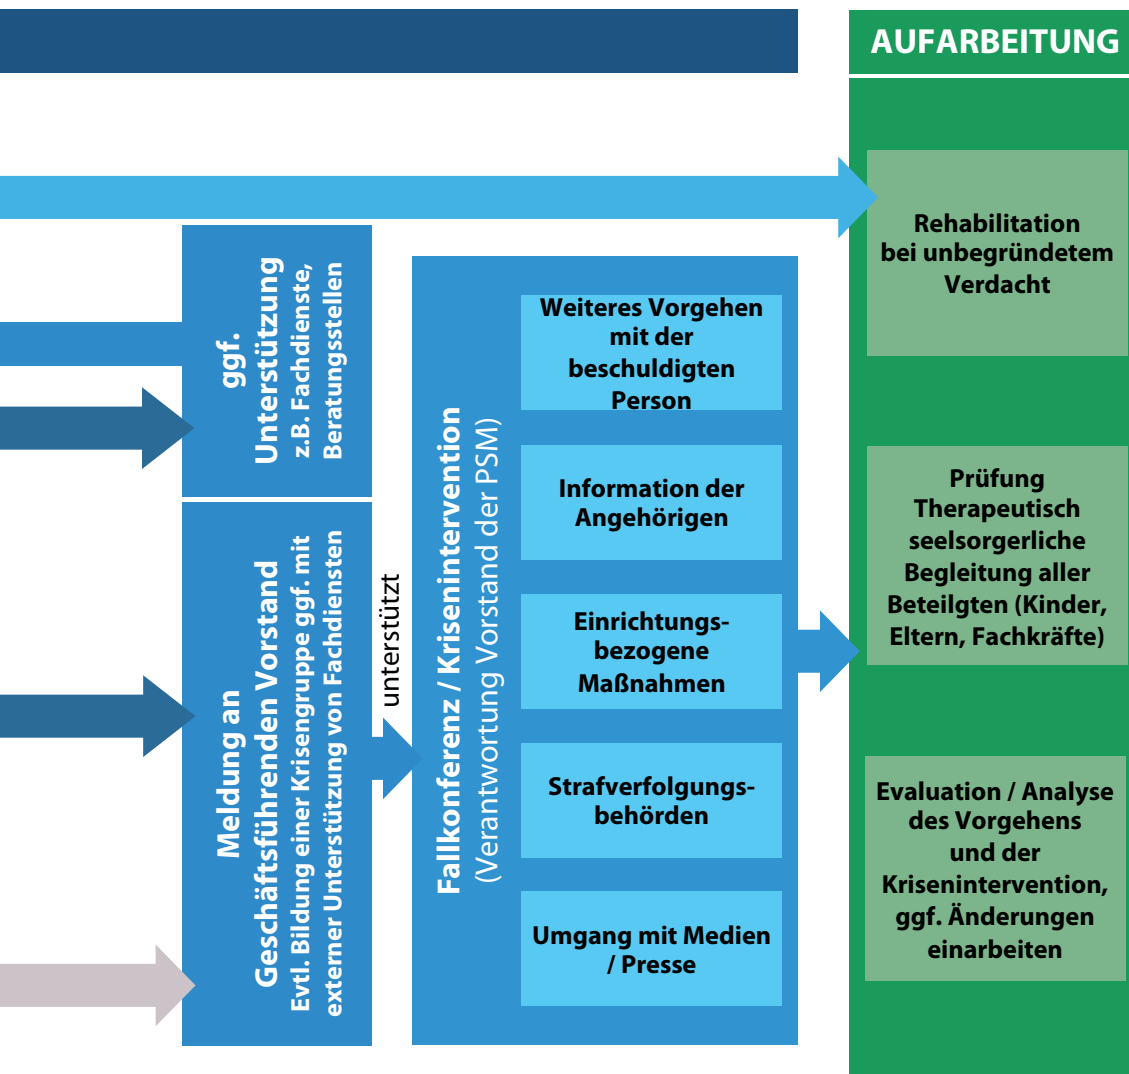 AUFARBEITUNG
ggf.
Unterstützung
z.B. Fachdienste,
Beratungsstellen
Meldung an
Geschäftsführenden Vorstand
Evtl. Bildung einer Krisengruppe ggf. mit
externer Unterstützung von Fachdiensten
unterstützt
Fallkonferenz / Krisenintervention
(Verantwortung Vorstand der PSM)
Weiteres Vorgehen
mit der
beschuldigten
Person
Information der
Angehörigen
Einrichtungs-
bezogene
Maßnahmen
Strafverfolgungs-
behörden
Umgang mit Medien
/ Presse
Rehabilitation
bei unbegründetem
Verdacht
Prüfung
Therapeutisch
seelsorgerliche
Begleitung aller
Beteilgten (Kinder,
Eltern, Fachkräfte)
Evaluation / Analyse
des Vorgehens
und der
Krisenintervention,
ggf. Änderungen
einarbeiten